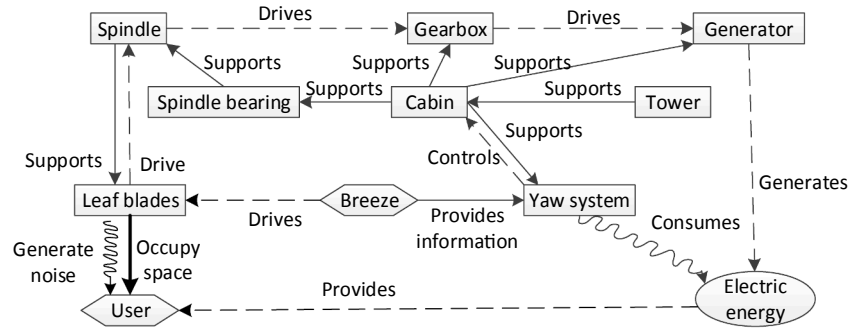 Drives
Drives
Spindle
Gearbox
Generator
Supports
Supports
Supports
Supports
Supports
Spindle bearing
Cabin
Tower
Supports
Supports
Drive
Controls
Generates
Leaf blades
Breeze
Yaw system
Drives
Provides
information
Consumes
Generate
noise
Occupy
space
Provides
Electric
energy
User